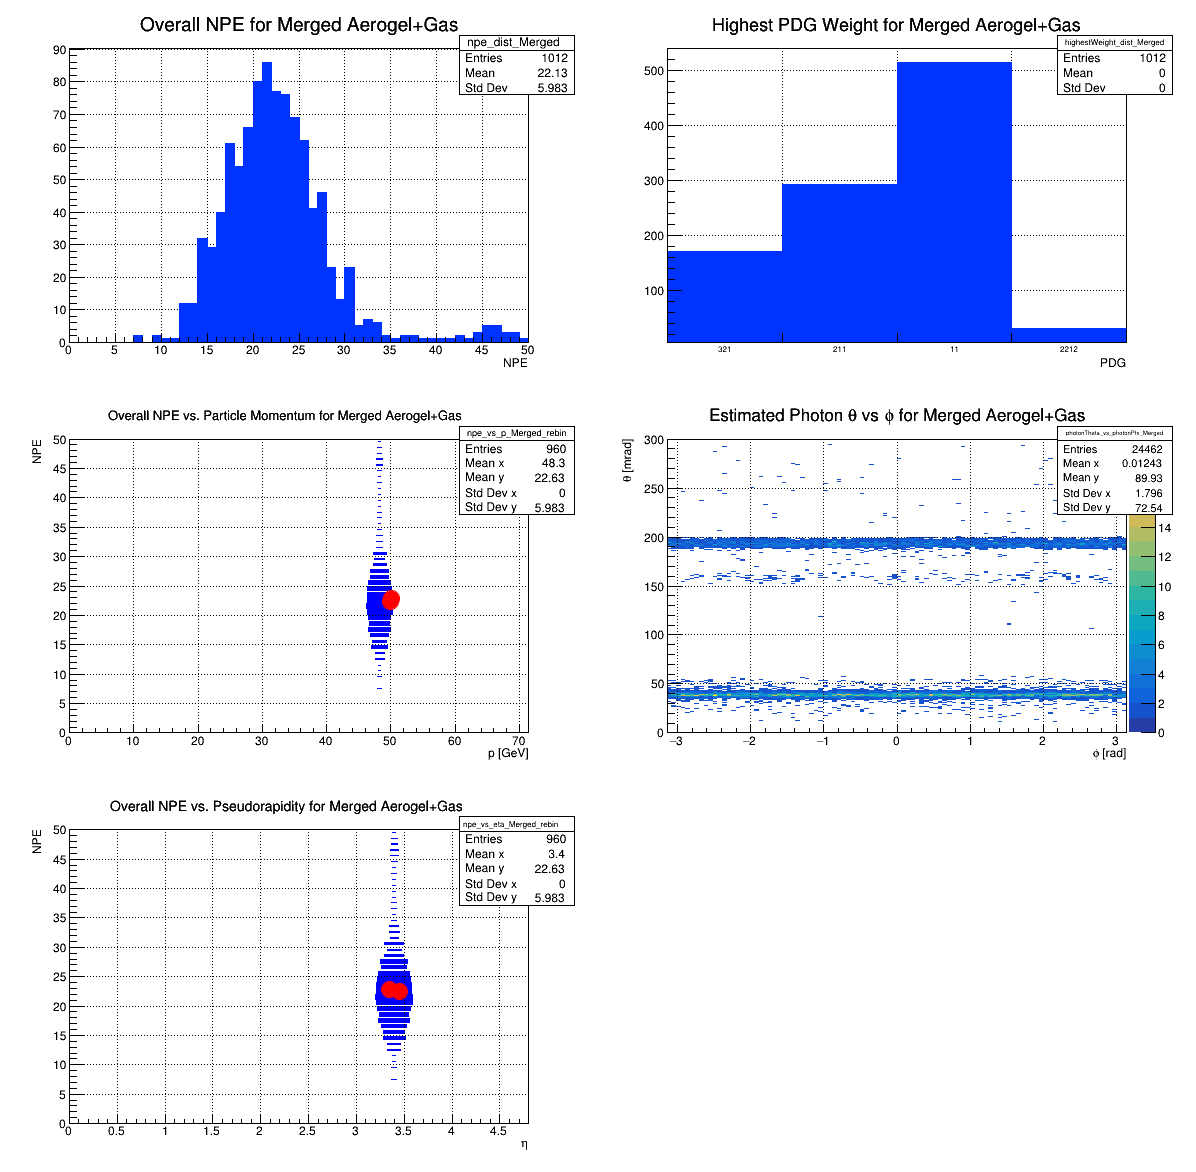 Overall NPE for Merged Aerogel+Gas
npe_dist_Merged
Entries 1012
Mean 22.13
Std Dev 5.983
90
80
70
60
50
40
30
20
10
0
0 5 10 15 20 25 30 35 40 45 50
NPE
Highest PDG Weight for Merged Aerogel+Gas
highestWeight_dist_Merged
Entries 1012
Mean 0
Std Dev 0
500
400
300
200
100
321 211 11 2212
PDG
Overall NPE vs. Particle Momentum for Merged Aerogel+Gas
npe_vs_p_Merged_rebin
Entries 960
Mean x 48.3
Mean y 22.63
Std Dev x 0
Std Dev y 5.983
NPE
50
45
40
35
30
25
20
15
10
5
0
0 10 20 30 40 50 60 70
p [GeV]
Estimated Photon θ vs ϕ for Merged Aerogel+Gas
photonTheta_vs_photonPhi_Merged
Entries 24462
Mean x 0.01243
Mean y 89.93
Std Dev x 1.796
Std Dev y 72.54
θ [mrad]
300
250
200
150
100
50
0
−3 −2 −1 0 1 2 3
ϕ [rad]
14
12
10
8
6
4
2
0
Overall NPE vs. Pseudorapidity for Merged Aerogel+Gas
npe_vs_eta_Merged_rebin
Entries 960
Mean x 3.4
Mean y 22.63
Std Dev x 0
Std Dev y 5.983
NPE
50
45
40
35
30
25
20
15
10
5
0
0 0.5 1 1.5 2 2.5 3 3.5 4 4.5
η